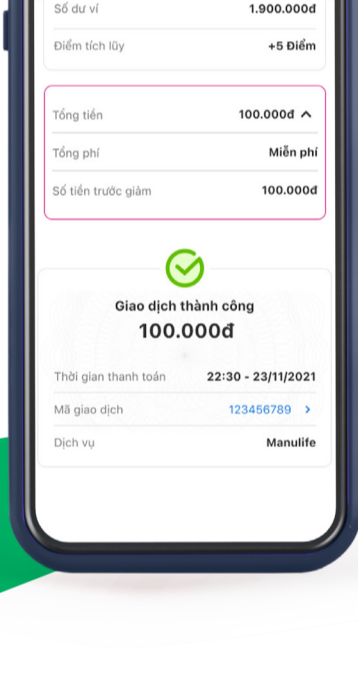 Số dư ví 1.900.000đ
Điểm tích lũy +5 Điểm
Tổng tiền 100.000đ
Tổng phí Miễn phí
Số tiền trước giảm 100.000đ
Giao dịch thành công
100.000đ
Thời gian thanh toán 22:30 - 23/11/2021
Mã giao dịch 123456789 >
Dịch vụ Manulife